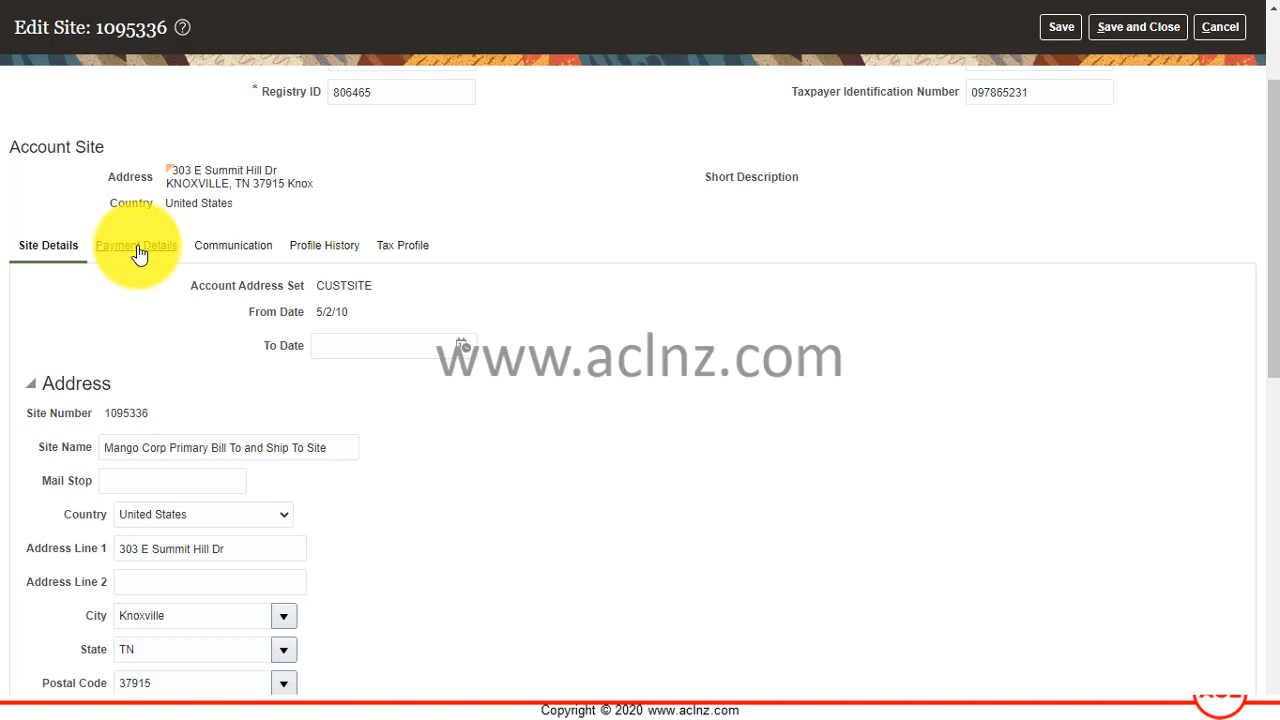 Edit Site: 1095336 ?
Save Save and Close Cancel
* Registry ID 806465 Taxpayer Identification Number 097865231
Account Site
Address 303 E Summit Hill Dr
KNOXVILLE, TN 37915 Knox
Short Description
Country United States
Site Details Payment Details Communication Profile History Tax Profile
Account Address Set CUSTSITE
From Date 5/2/10
To Date
www.aclnz.com
Address
Site Number 1095336
Site Name Mango Corp Primary Bill To and Ship To Site
Mail Stop
Country United States
Address Line 1 303 E Summit Hill Dr
Address Line 2
City Knoxville
State TN
Postal Code 37915
Copyright © 2020 www.aclnz.com